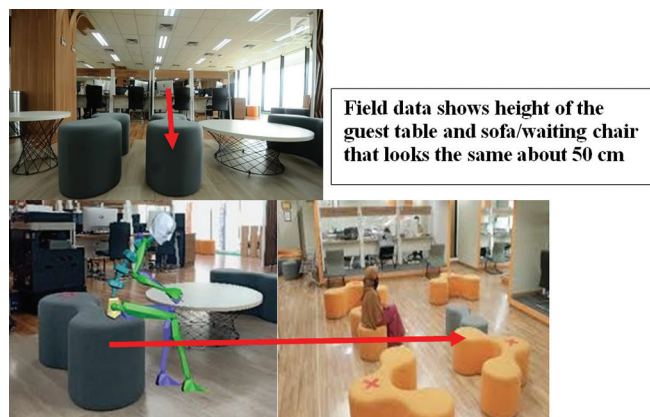 Field data shows height of the
guest table and sofa/waiting chair
that looks the same about 50 cm